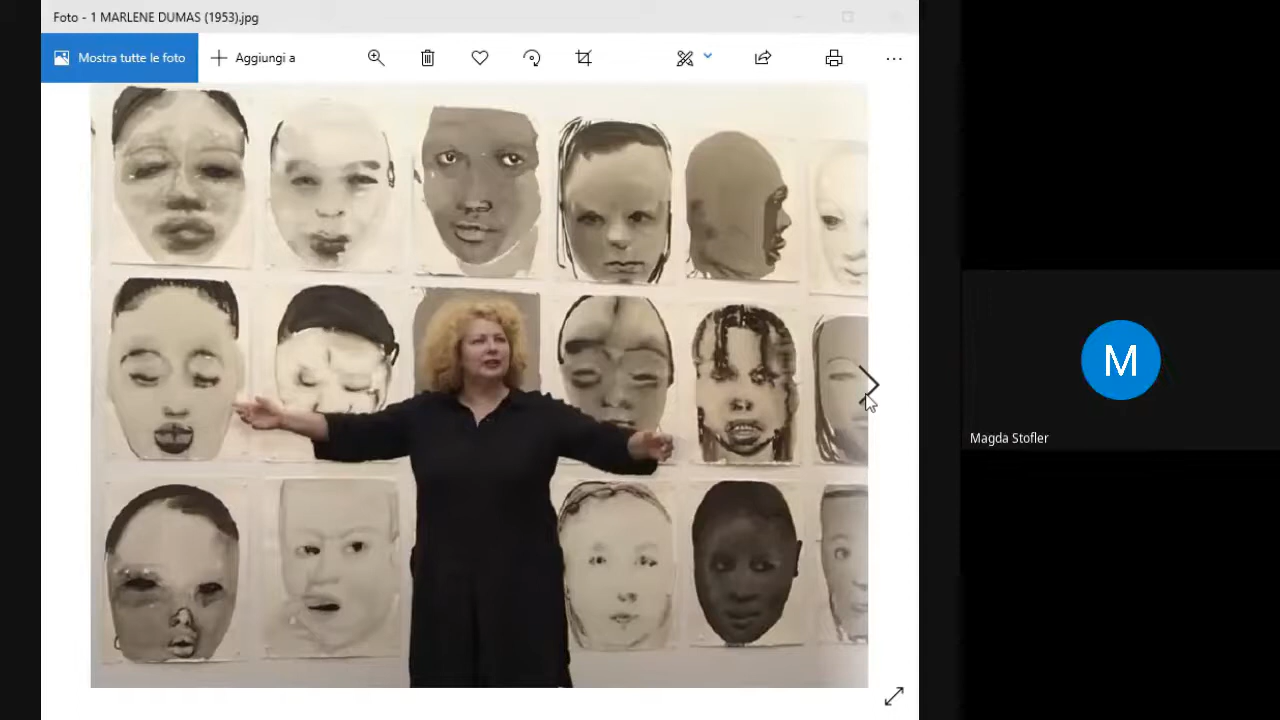 Foto - 1 MARLENE DUMAS (1953).jpg
Mostra tutte le foto
Aggiungi a
M
Magda Stofler